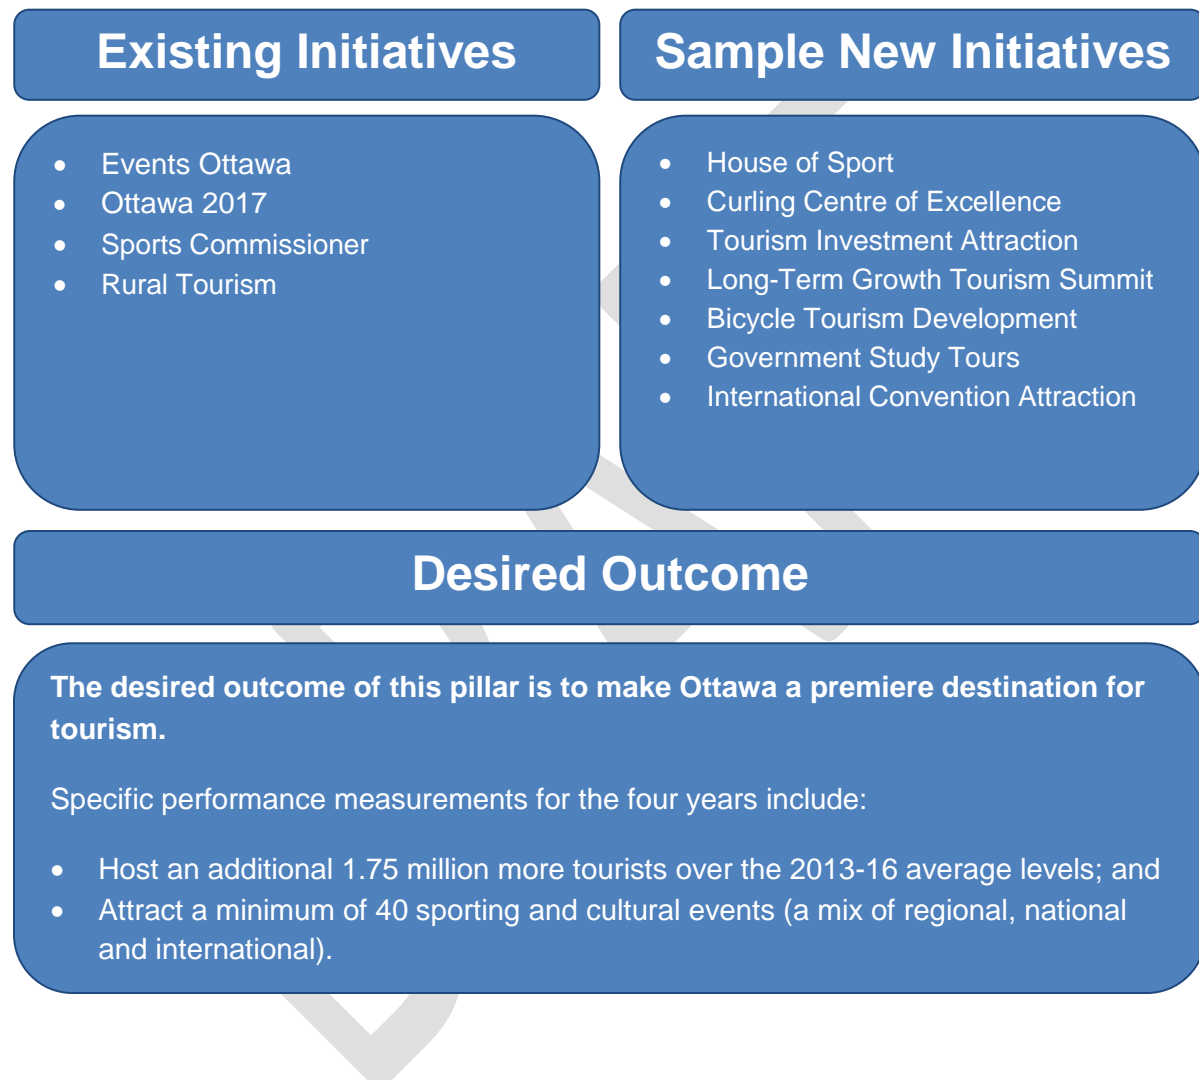 Existing Initiatives
• Events Ottawa
• Ottawa 2017
• Sports Commissioner
• Rural Tourism
Sample New Initiatives
• House of Sport
• Curling Centre of Excellence
• Tourism Investment Attraction
• Long-Term Growth Tourism Summit
• Bicycle Tourism Development
• Government Study Tours
• International Convention Attraction
Desired Outcome
The desired outcome of this pillar is to make Ottawa a premiere destination for
tourism.
Specific performance measurements for the four years include:
• Host an additional 1.75 million more tourists over the 2013-16 average levels; and
• Attract a minimum of 40 sporting and cultural events (a mix of regional, national
and international).